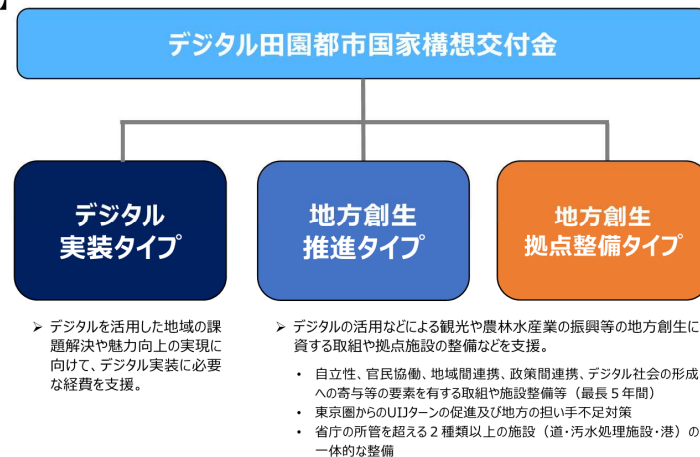 】
デジタル田園都市国家構想交付金
デジタル
実装タイプ
地方創生
推進タイプ
地方創生
拠点整備タイプ
➢ デジタルを活用した地域の課
題解決や魅力向上の実現に
向けて、デジタル実装に必要
な経費を支援。
➢ デジタルの活用などによる観光や農林水産業の振興等の地方創生に
資する取組や拠点施設の整備などを支援。
• 自立性、官民協働、地域間連携、政策間連携、デジタル社会の形成
への寄与等の要素を有する取組や施設整備等（最長５年間）
• 東京圏からのUIJターンの促進及び地方の担い手不足対策
• 省庁の所管を超える２種類以上の施設（道・汚水処理施設・港）の
一体的な整備